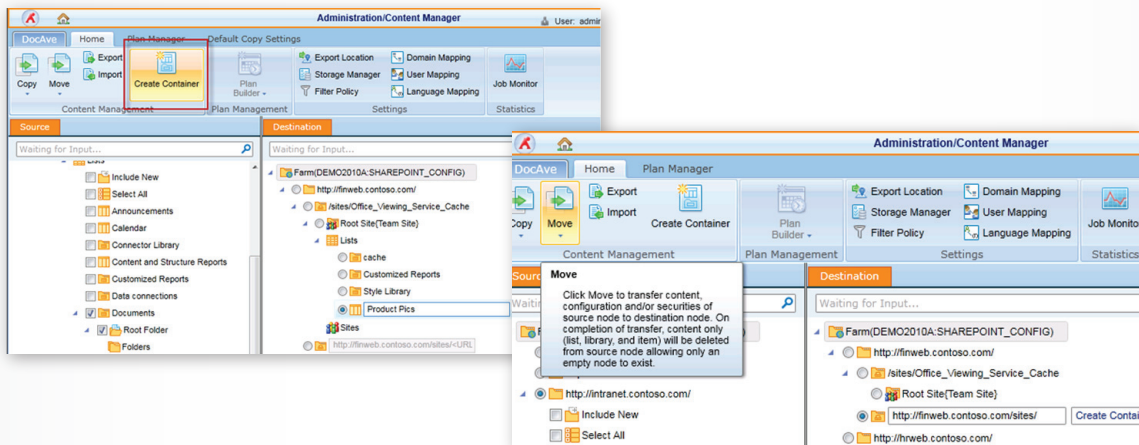 Administration/Content Manager
User: admin
DocAve Home Plan Manager Default Copy Settings
Copy
Move
Export
Import
Create Container
Plan Builder
Export Location
Storage Manager
Filter Policy
Domain Mapping
User Mapping
Language Mapping
Job Monitor
Content Management Plan Management Settings Statistics
Source
Waiting for Input...
Lists
Include New
Select All
Announcements
Calendar
Connector Library
Content and Structure Reports
Customized Reports
Data connections
Documents
Root Folder
Folders
Destination
Waiting for Input...
Farm(DEMO2010A:SHAREPOINT_CONFIG)
http://finweb.contoso.com/
/sites/Office_Viewing_Service_Cache
Root Site{Team Site}
Lists
cache
Customized Reports
Style Library
Product Pics
Sites
http://finweb.contoso.com/sites/<URL
Administration/Content Manager
DocAve Home Plan Manager
Copy
Move
Export
Import
Create Container
Plan Builder
Export Location
Storage Manager
Filter Policy
Domain Mapping
User Mapping
Language Mapping
Job Monito
Content Management Plan Management Settings Statistics
Move
Click Move to transfer content,
configuration and/or securities of
source node to destination node. On
completion of transfer, content only
(list, library, and item) will be deleted
from source node allowing only an
empty node to exist.
http://intranet.contoso.com/
Include New
Select All
Destination
Waiting for Input...
Farm(DEMO2010A:SHAREPOINT_CONFIG)
http://finweb.contoso.com/
/sites/Office_Viewing_Service_Cache
Root Site{Team Site}
http://finweb.contoso.com/sites/ Create Contai
http://hrweb.contoso.com/